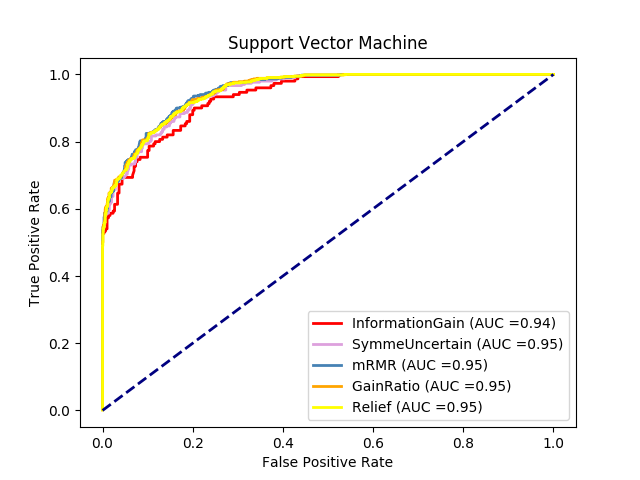 Support Vector Machine
True Positive Rate
1.0
0.8
0.6
0.4
0.2
0.0
InformationGain (AUC =0.94)
SymmeUncertain (AUC =0.95)
mRMR (AUC =0.95)
GainRatio (AUC =0.95)
Relief (AUC =0.95)
0.0 0.2 0.4 0.6 0.8 1.0
False Positive Rate